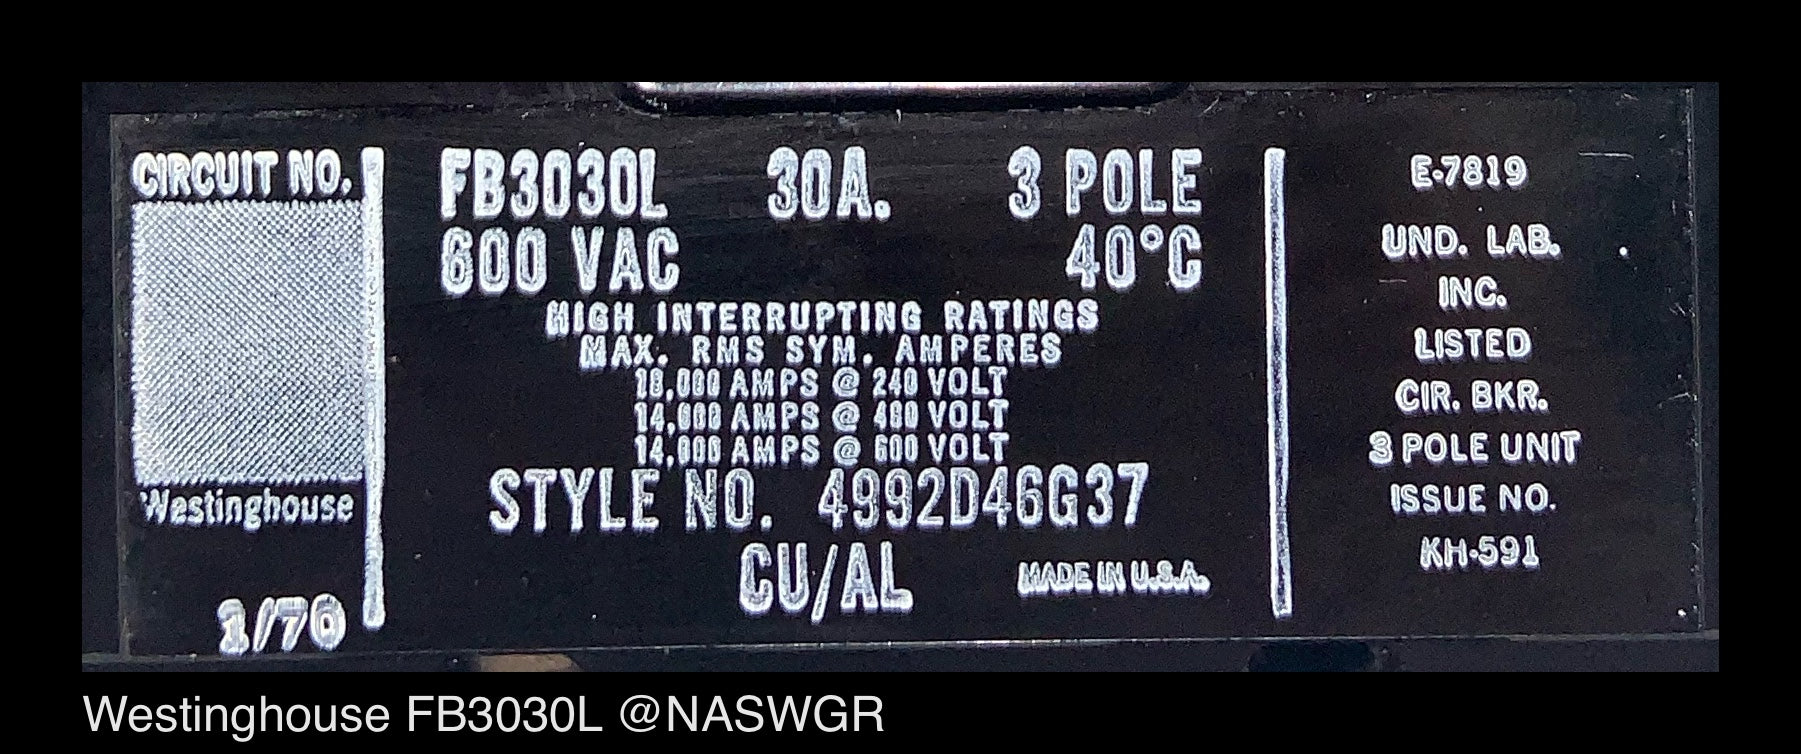 CIRCUIT NO.
Westinghouse
1/70
FB3030L 30A. 3 POLE
600 VAC 40°C
HIGH INTERRUPTING RATINGS
MAX. RMS SYM. AMPERES
18,000 AMPS @ 240 VOLT
14,000 AMPS @ 480 VOLT
14,000 AMPS @ 600 VOLT
STYLE NO. 4992D46G37
CU/AL MADE IN U.S.A.
E-7819
UND. LAB.
INC.
LISTED
CIR. BKR.
3 POLE UNIT
ISSUE NO.
KH-591
Westinghouse FB3030L @NASWGR